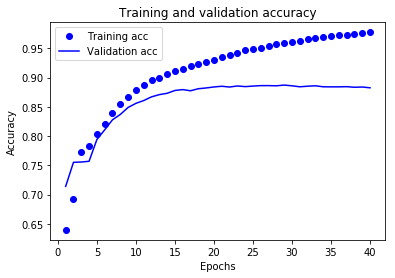 Training and validation accuracy
Training acc
Validation acc
Accuracy
0.95
0.90
0.85
0.80
0.75
0.70
0.65
0 5 10 15 20 25 30 35 40
Epochs